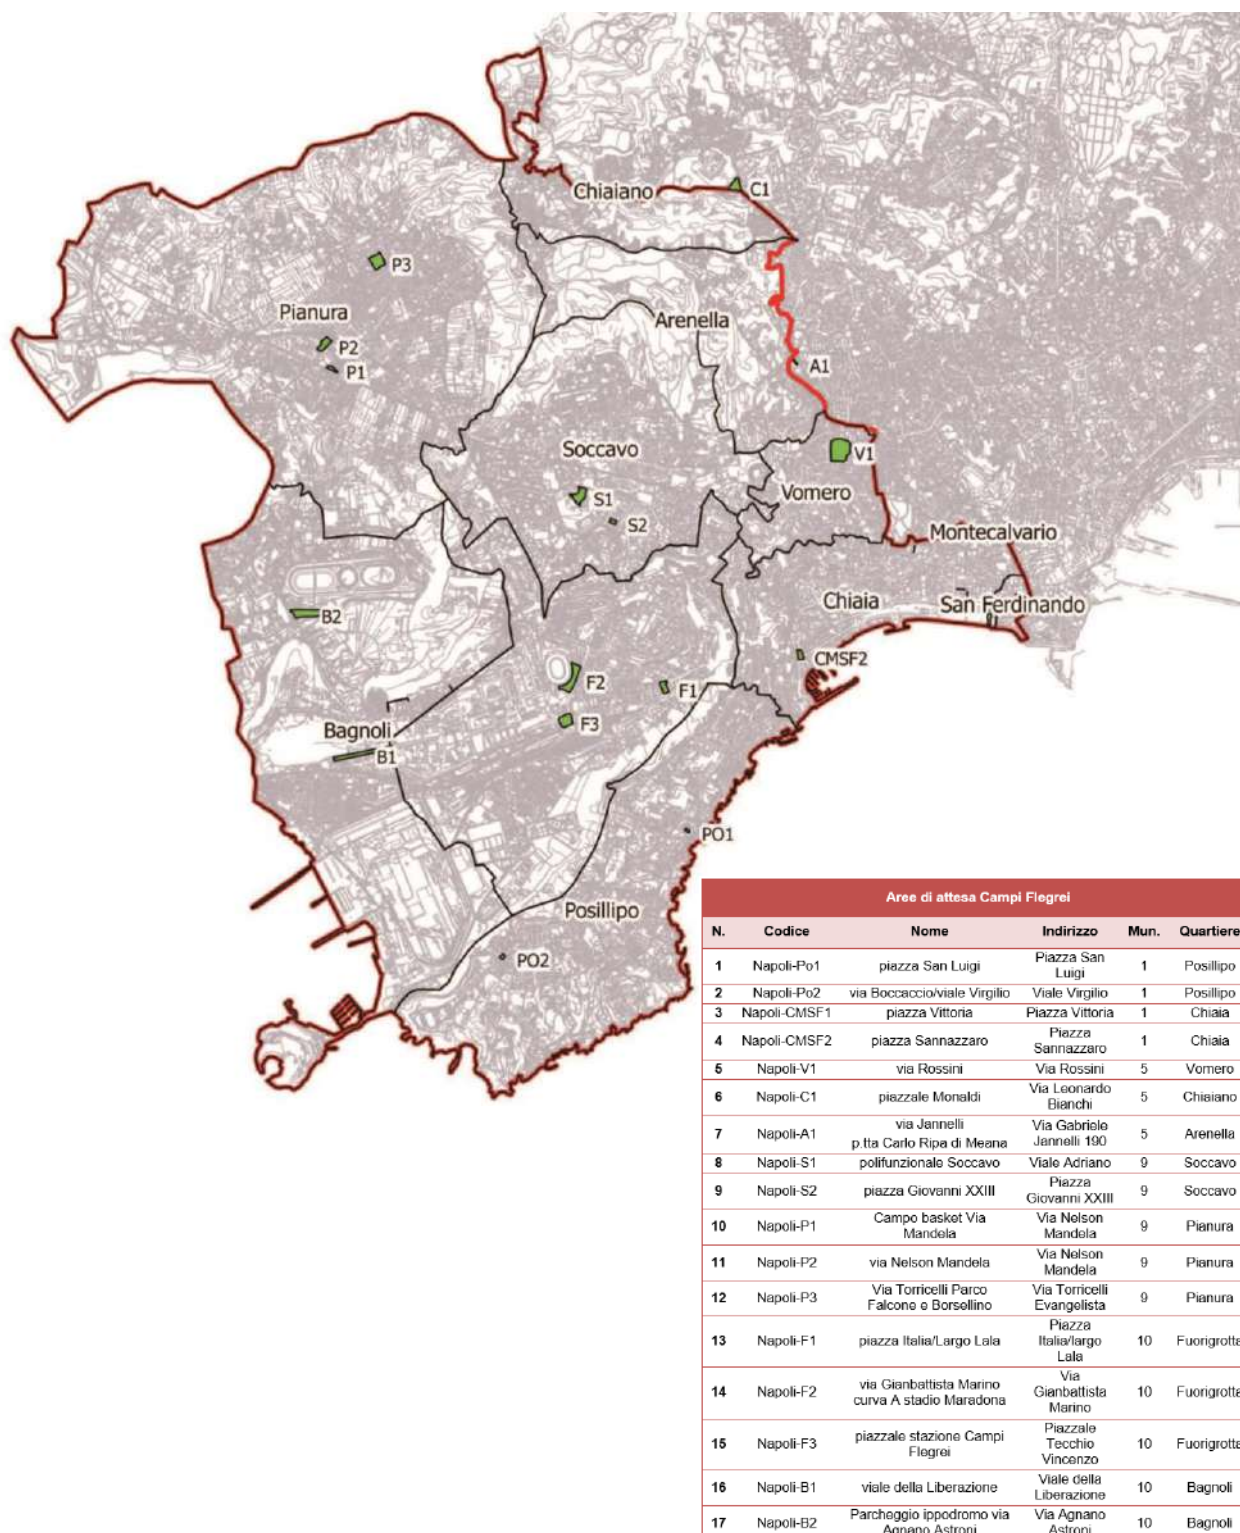 Chiaiano
C1
P3
Pianura
Arenella
P2
A1
P1
Soccavo
V1
Vomero
S1
S2
Montecalvario
Chiaia
San Ferdinando
B2
CMSF2
F2
F1
F3
Bagnoli
B1
PO1
Posillipo
PO2
Aree di attesa Campi Flegrei
N. Codice Nome Indirizzo Mun. Quartiere
1 Napoli-Po1 piazza San Luigi Piazza San Luigi 1 Posillipo
2 Napoli-Po2 via Boccaccio/viale Virgilio Viale Virgilio 1 Posillipo
3 Napoli-CMSF1 piazza Vittoria Piazza Vittoria 1 Chiaia
4 Napoli-CMSF2 piazza Sannazzaro Piazza Sannazzaro 1 Chiaia
5 Napoli-V1 via Rossini Via Rossini 5 Vomero
6 Napoli-C1 piazzale Monaldi Via Leonardo Bianchi 5 Chiaiano
7 Napoli-A1 via Jannelli p.tta Carlo Ripa di Meana Via Gabriele Jannelli 190 5 Arenella
8 Napoli-S1 polifunzionale Soccavo Viale Adriano 9 Soccavo
9 Napoli-S2 piazza Giovanni XXIII Piazza Giovanni XXIII 9 Soccavo
10 Napoli-P1 Campo basket Via Mandela Via Nelson Mandela 9 Pianura
11 Napoli-P2 via Nelson Mandela Via Nelson Mandela 9 Pianura
12 Napoli-P3 Via Torricelli Parco Falcone e Borsellino Via Torricelli Evangelista 9 Pianura
13 Napoli-F1 piazza Italia/Largo Lala Piazza Italia/largo Lala 10 Fuorigrotta
14 Napoli-F2 via Gianbattista Marino curva A stadio Maradona Via Gianbattista Marino 10 Fuorigrotta
15 Napoli-F3 piazzale stazione Campi Flegrei Piazzale Tecchio Vincenzo 10 Fuorigrotta
16 Napoli-B1 viale della Liberazione Viale della Liberazione 10 Bagnoli
17 Napoli-B2 Parcheggio ippodromo via Agnano Astroni Via Agnano Astroni 10 Bagnoli